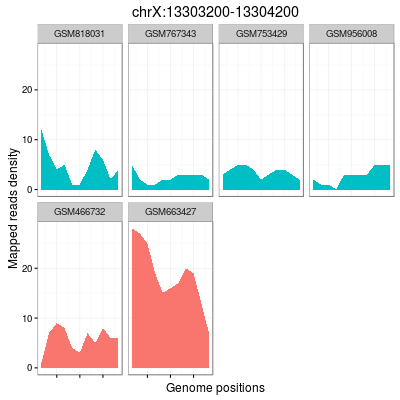 chrX:13303200-13304200
GSM818031 GSM767343 GSM753429 GSM956008
20
10
0
Mapped reads density
GSM466732 GSM663427
20
10
0
Genome positions